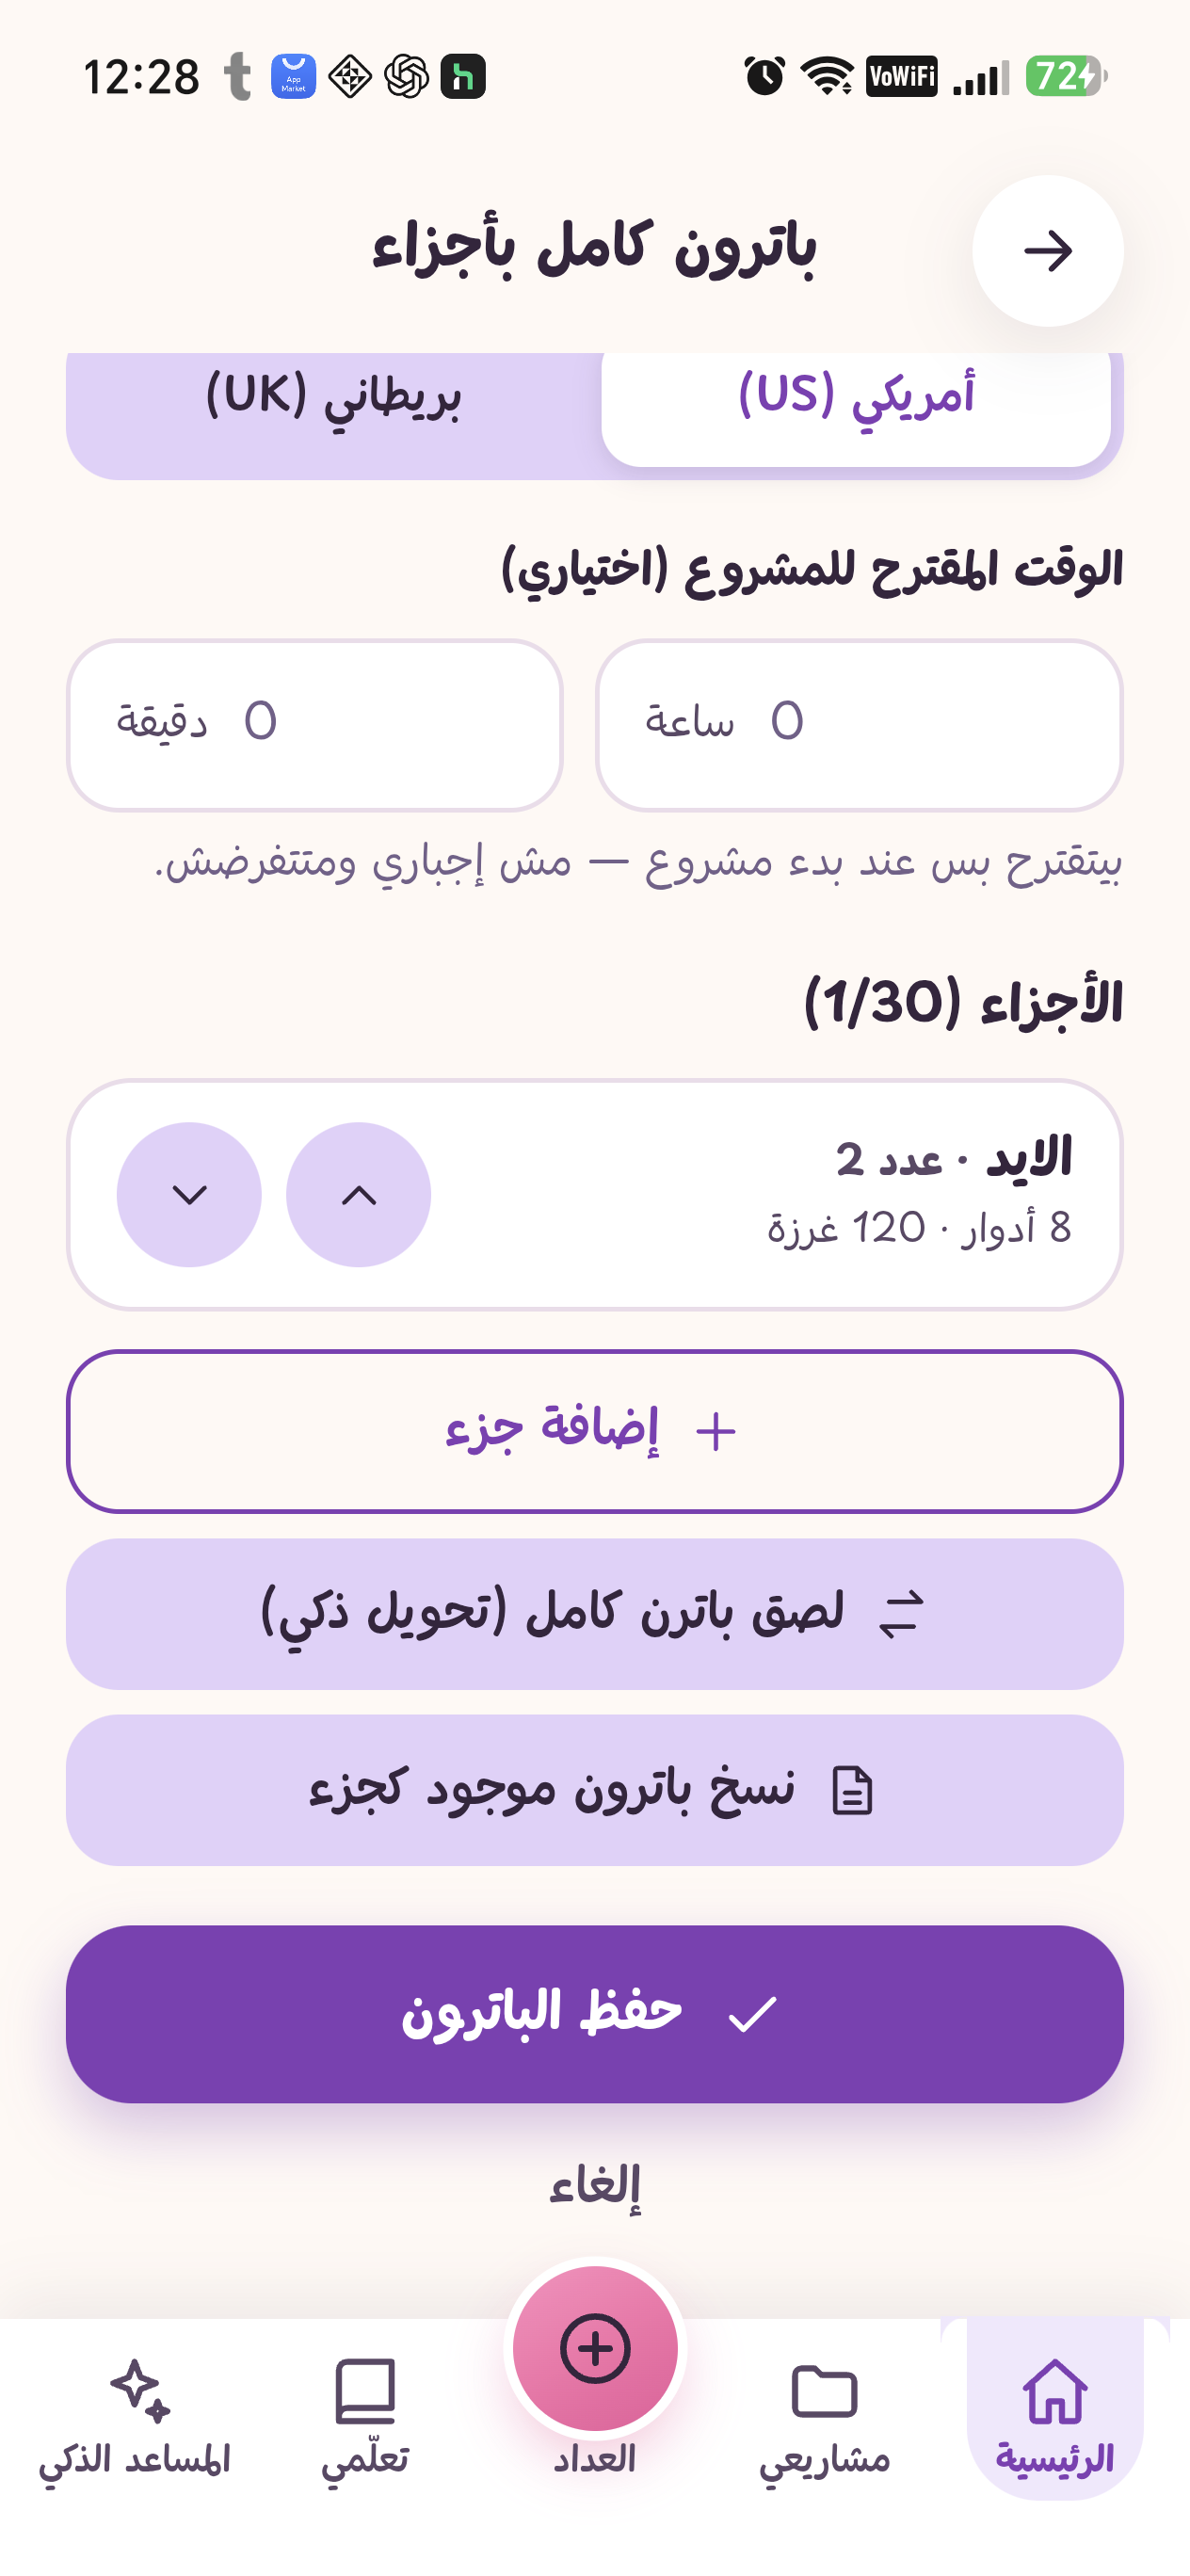 12:28
App Market
VoWiFi
72
باترون كامل بأجزاء
أمريكي (US)
بريطاني (UK)
الوقت المقترح للمشروع (اختياري)
0 ساعة
0 دقيقة
بيتقترح بس عند بدء مشروع — مش إجباري ومتتفرضش.
الأجزاء (1/30)
الايد · عدد 2
8 أدوار · 120 غرزة
إضافة جزء
لصق باترن كامل (تحويل ذكي)
نسخ باترون موجود كجزء
حفظ الباترون
إلغاء
الرئيسية
مشاريعي
العداد
تعلّمي
المساعد الذكي